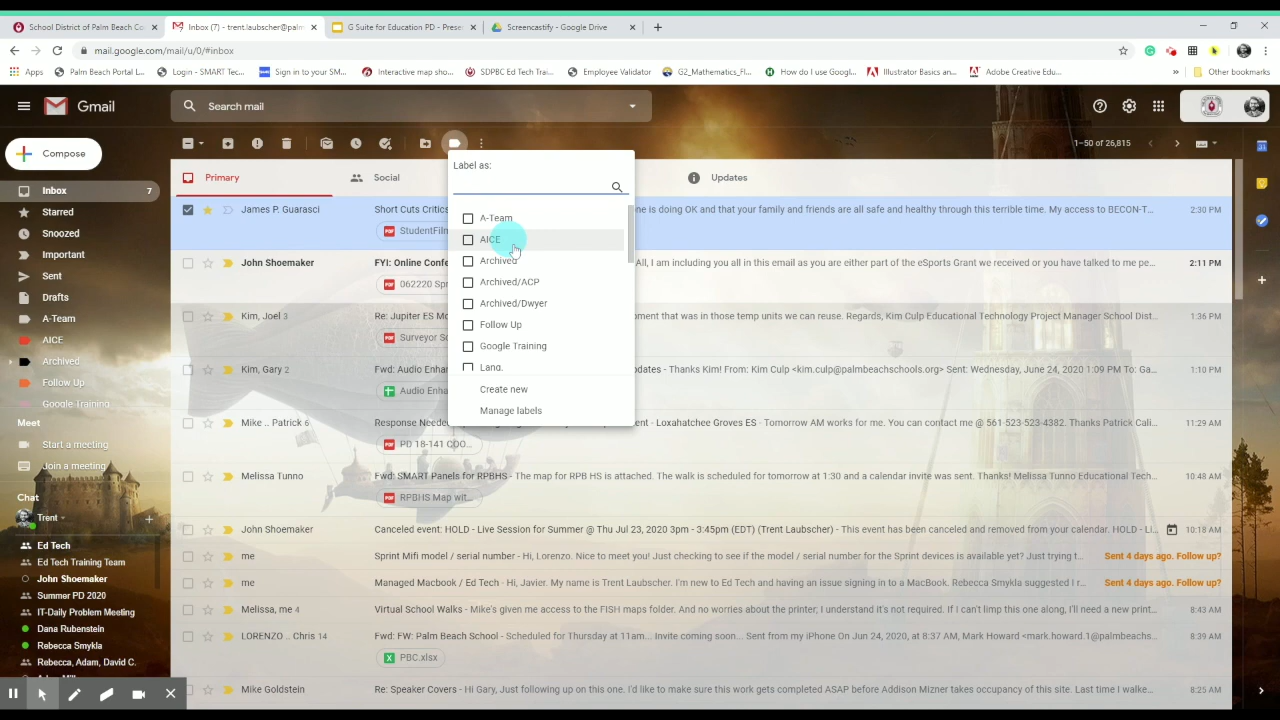 School District of Palm Beach Co
Inbox (7) - trent.laubscher@palm
G Suite for Education PD - Prese
Screencastify - Google Drive
mail.google.com/mail/u/0/#inbox
Apps
Palm Beach Portal L...
Login - SMART Tec...
Sign in to your SM...
Interactive map sho...
SDPBC Ed Tech Trai...
Employee Validator
G2_Mathematics_Fl...
How do I use Googl...
Illustrator Basics an...
Adobe Creative Edu...
Other bookmarks
Gmail
Search mail
Compose
1–50 of 26,815
Label as:
Primary
Social
Updates
Inbox 7
Starred
Snoozed
Important
Sent
Drafts
A-Team
AICE
Archived
Follow Up
Google Training
Meet
Start a meeting
Join a meeting
Chat
Trent
Ed Tech
Ed Tech Training Team
John Shoemaker
Summer PD 2020
IT-Daily Problem Meeting
Dana Rubenstein
Rebecca Smykla
Rebecca, Adam, David C.
A-Team
AICE
Archived
Archived/ACP
Archived/Dwyer
Follow Up
Google Training
Lang.
Create new
Manage labels
James P. Guarasci Short Cuts Critics ne is doing OK and that your family and friends are all safe and healthy through this terrible time. My access to BECON-T... 2:30 PM
StudentFilm
John Shoemaker FYI: Online Confe All, I am including you all in this email as you are either part of the eSports Grant we received or you have talked to me pe... 2:11 PM
062220 Spr
Kim, Joel 3 Re: Jupiter ES Mo oment that was in those temp units we can reuse. Regards, Kim Culp Educational Technology Project Manager School Dist... 1:36 PM
Surveyor Sc
Kim, Gary 2 Fwd: Audio Enhan pdates - Thanks Kim! From: Kim Culp <kim.culp@palmbeachschools.org> Sent: Wednesday, June 24, 2020 1:09 PM To: Ga... 1:10 PM
Audio Enha
Mike .. Patrick 6 Response Neede ment - Loxahatchee Groves ES - Tomorrow AM works for me. You can contact me @ 561-523-4382. Thanks Patrick Cali... 11:29 AM
PD 18-141 COO...
Melissa Tunno Fwd: SMART Panels for RPBHS - The map for RPB HS is attached. The walk is scheduled for tomorrow at 1:30 and a calendar invite was sent. Thanks! Melissa Tunno Educational Tech... 10:48 AM
RPBHS Map wit...
John Shoemaker Canceled event: HOLD - Live Session for Summer @ Thu Jul 23, 2020 3pm - 3:45pm (EDT) (Trent Laubscher) - This event has been canceled and removed from your calendar. HOLD - Li... 10:18 AM
me Sprint Mifi model / serial number - Hi, Lorenzo. Nice to meet you! Just checking to see if the model / serial number for the Sprint devices is available yet? Just trying t... Sent 4 days ago. Follow up?
me Managed Macbook / Ed Tech - Hi, Javier. My name is Trent Laubscher. I'm new to Ed Tech and having an issue signing in to a MacBook. Rebecca Smykla suggested I r... Sent 4 days ago. Follow up?
Melissa, me 4 Virtual School Walks - Mike's given me access to the FISH maps folder. And no worries about the printer; I understand it's not required. If I can't limp this one along, I'll need a new print... 8:43 AM
LORENZO .. Chris 14 Fwd: FW: Palm Beach School - Scheduled for Thursday at 11am... Invite coming soon... Sent from my iPhone On Jun 24, 2020, at 8:37 AM, Mark Howard <mark.howard.1@palmbeachs... 8:39 AM
PBC.xlsx
Mike Goldstein Re: Speaker Covers - Hi Gary, Just following up on this one. I'd like to make sure this work gets completed ASAP before Addison Mizner takes occupancy of this site. Last time I walke... 8:25 AM